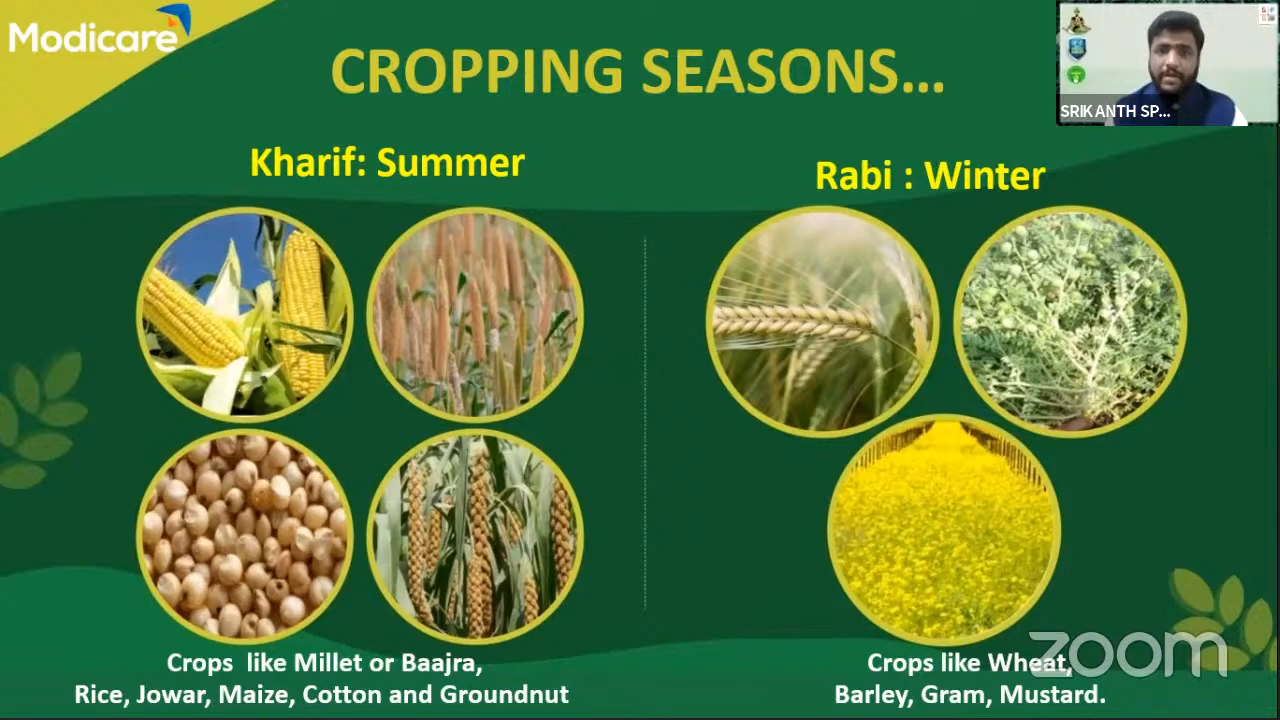 Modicare
CROPPING SEASONS...
SRIKANTH SP...
Kharif: Summer
Rabi : Winter
Crops like Millet or Baajra,
Rice, Jowar, Maize, Cotton and Groundnut
Crops like Wheat,
Barley, Gram, Mustard.
zoom